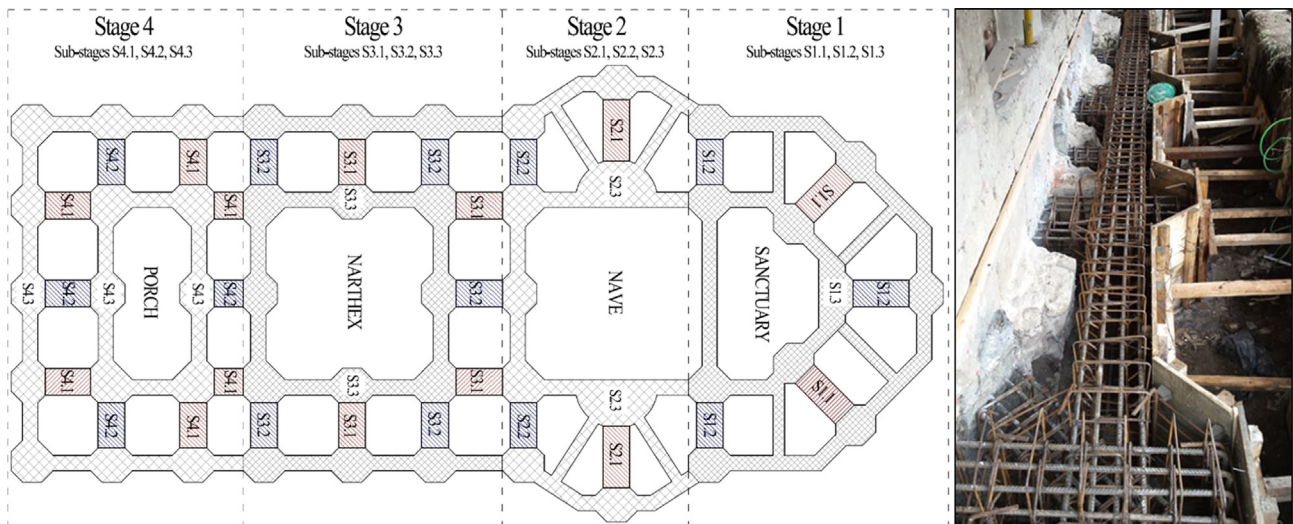 Stage 4
Sub-stages S4.1, S4.2, S4.3
Stage 3
Sub-stages S3.1, S3.2, S3.3
Stage 2
Sub-stages S2.1, S2.2, S2.3
Stage 1
Sub-stages S1.1, S1.2, S1.3
S4.2
S4.1
S3.2
S3.1
S3.2
S2.2
S2.1
S1.2
S1.1
S4.1
S4.1
S3.3
S3.1
S2.3
S4.3
S4.2
S4.3
PORCH
S4.3
S4.2
NARTHEX
S3.2
NAVE
SANCTUARY
S1.3
S1.2
S4.1
S4.1
S3.3
S3.1
S2.3
S1.1
S4.2
S4.1
S3.2
S3.1
S3.2
S2.2
S2.1
S1.2